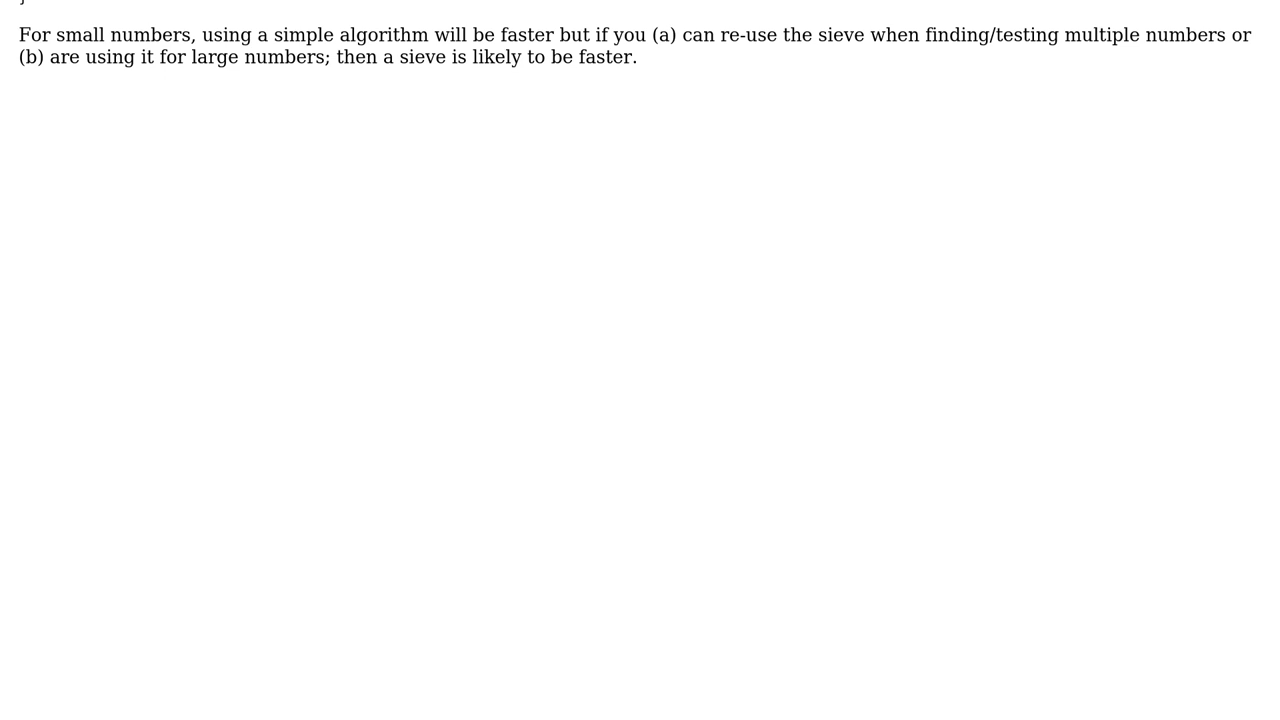 For small numbers, using a simple algorithm will be faster but if you (a) can re-use the sieve when finding/testing multiple numbers or
(b) are using it for large numbers; then a sieve is likely to be faster.